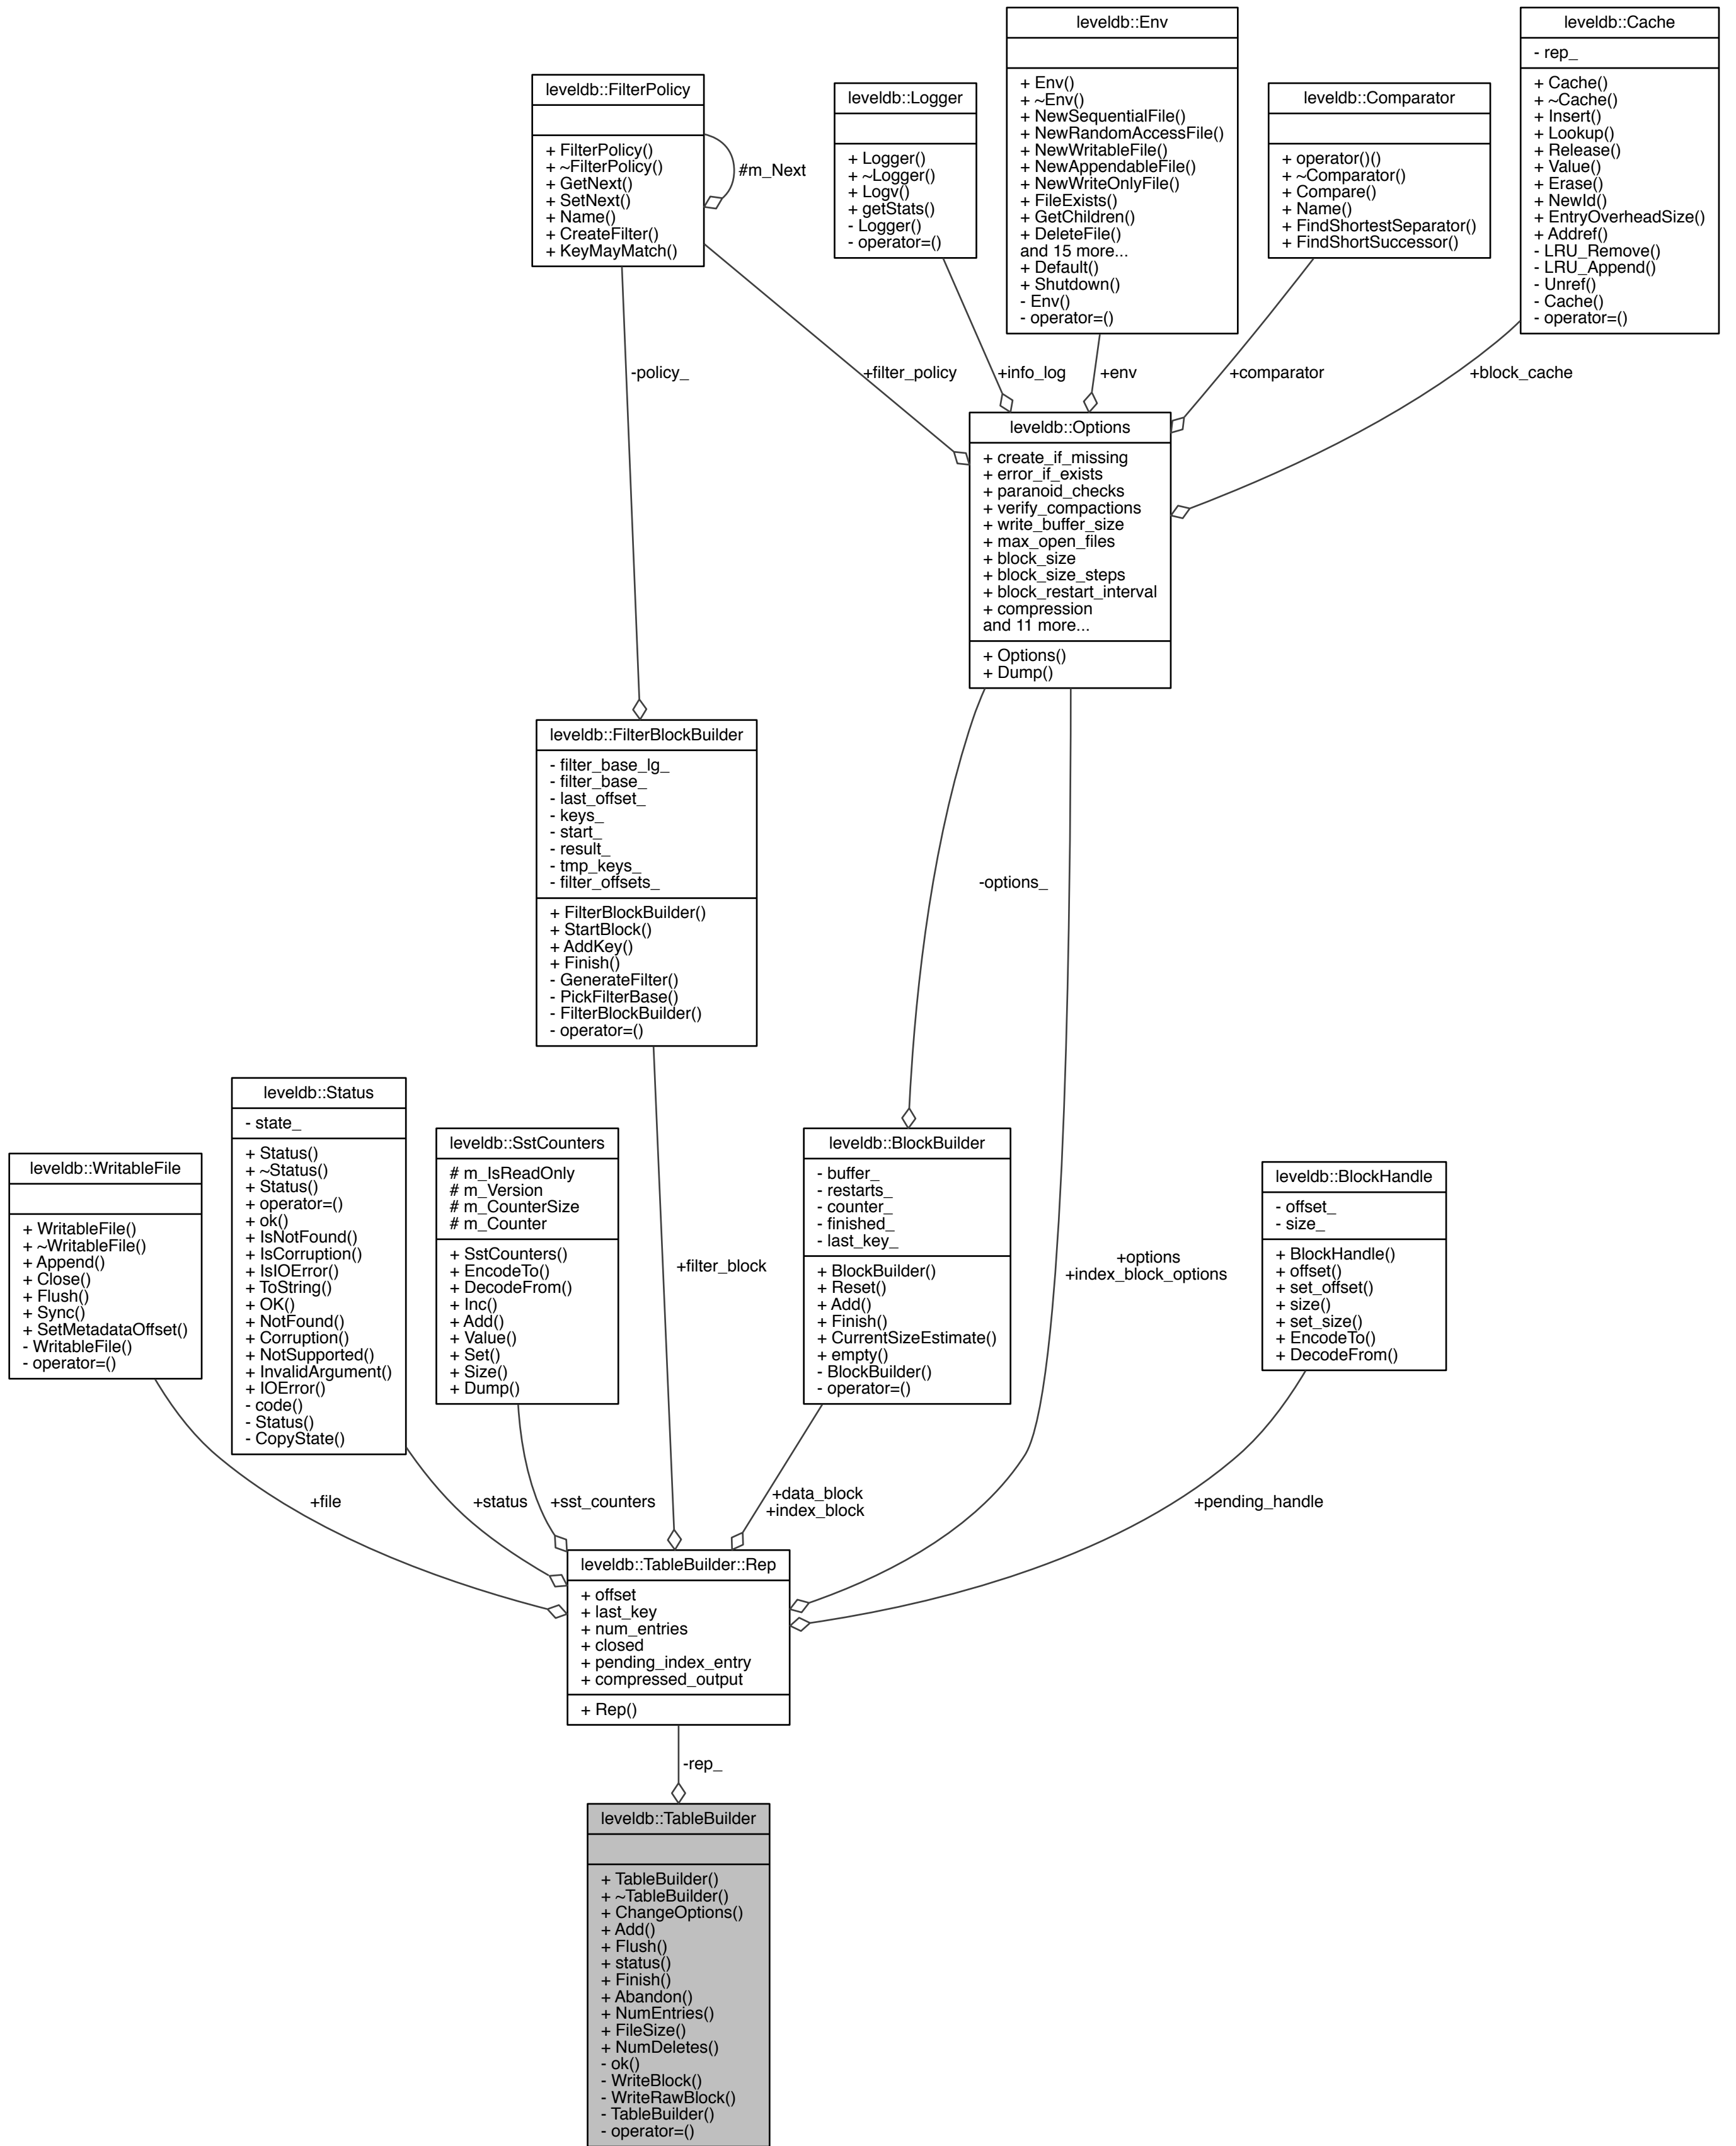 leveldb::Env
+ Env()
+ ~Env()
+ NewSequentialFile()
+ NewRandomAccessFile()
+ NewWritableFile()
+ NewAppendableFile()
+ NewWriteOnlyFile()
+ FileExists()
+ GetChildren()
+ DeleteFile()
and 15 more...
+ Default()
+ Shutdown()
- Env()
- operator=()
leveldb::Cache
- rep_
+ Cache()
+ ~Cache()
+ Insert()
+ Lookup()
+ Release()
+ Value()
+ Erase()
+ NewId()
+ EntryOverheadSize()
+ Addref()
- LRU_Remove()
- LRU_Append()
- Unref()
- Cache()
- operator=()
leveldb::FilterPolicy
+ FilterPolicy()
+ ~FilterPolicy()
+ GetNext()
+ SetNext()
+ Name()
+ CreateFilter()
+ KeyMayMatch()
#m_Next
leveldb::Logger
+ Logger()
+ ~Logger()
+ Logv()
+ getStats()
- Logger()
- operator=()
leveldb::Comparator
+ operator()()
+ ~Comparator()
+ Compare()
+ Name()
+ FindShortestSeparator()
+ FindShortSuccessor()
-policy_
+filter_policy
+info_log
+env
+comparator
+block_cache
leveldb::Options
+ create_if_missing
+ error_if_exists
+ paranoid_checks
+ verify_compactions
+ write_buffer_size
+ max_open_files
+ block_size
+ block_size_steps
+ block_restart_interval
+ compression
and 11 more...
+ Options()
+ Dump()
leveldb::FilterBlockBuilder
- filter_base_lg_
- filter_base_
- last_offset_
- keys_
- start_
- result_
- tmp_keys_
- filter_offsets_
+ FilterBlockBuilder()
+ StartBlock()
+ AddKey()
+ Finish()
- GenerateFilter()
- PickFilterBase()
- FilterBlockBuilder()
- operator=()
-options_
leveldb::WritableFile
+ WritableFile()
+ ~WritableFile()
+ Append()
+ Close()
+ Flush()
+ Sync()
+ SetMetadataOffset()
- WritableFile()
- operator=()
leveldb::Status
- state_
+ Status()
+ ~Status()
+ Status()
+ operator=()
+ ok()
+ IsNotFound()
+ IsCorruption()
+ IsIOError()
+ ToString()
+ OK()
+ NotFound()
+ Corruption()
+ NotSupported()
+ InvalidArgument()
+ IOError()
- code()
- Status()
- CopyState()
leveldb::SstCounters
# m_IsReadOnly
# m_Version
# m_CounterSize
# m_Counter
+ SstCounters()
+ EncodeTo()
+ DecodeFrom()
+ Inc()
+ Add()
+ Value()
+ Set()
+ Size()
+ Dump()
+filter_block
leveldb::BlockBuilder
- buffer_
- restarts_
- counter_
- finished_
- last_key_
+ BlockBuilder()
+ Reset()
+ Add()
+ Finish()
+ CurrentSizeEstimate()
+ empty()
- BlockBuilder()
- operator=()
+options
+index_block_options
leveldb::BlockHandle
- offset_
- size_
+ BlockHandle()
+ offset()
+ set_offset()
+ size()
+ set_size()
+ EncodeTo()
+ DecodeFrom()
+file
+status
+sst_counters
+data_block
+index_block
+pending_handle
leveldb::TableBuilder::Rep
+ offset
+ last_key
+ num_entries
+ closed
+ pending_index_entry
+ compressed_output
+ Rep()
-rep_
leveldb::TableBuilder
+ TableBuilder()
+ ~TableBuilder()
+ ChangeOptions()
+ Add()
+ Flush()
+ status()
+ Finish()
+ Abandon()
+ NumEntries()
+ FileSize()
+ NumDeletes()
- ok()
- WriteBlock()
- WriteRawBlock()
- TableBuilder()
- operator=()